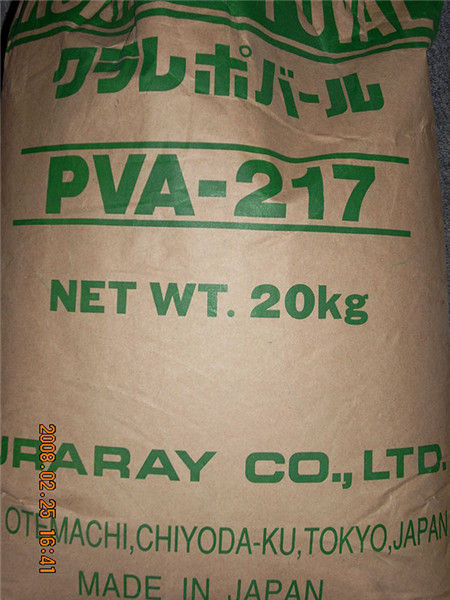 クラレポバール
PVA-217
NET WT. 20kg
URARAY CO., LTD.
OTEMACHI, CHIYODA-KU, TOKYO, JAPAN
MADE IN JAPAN
2008.02.25 16:41